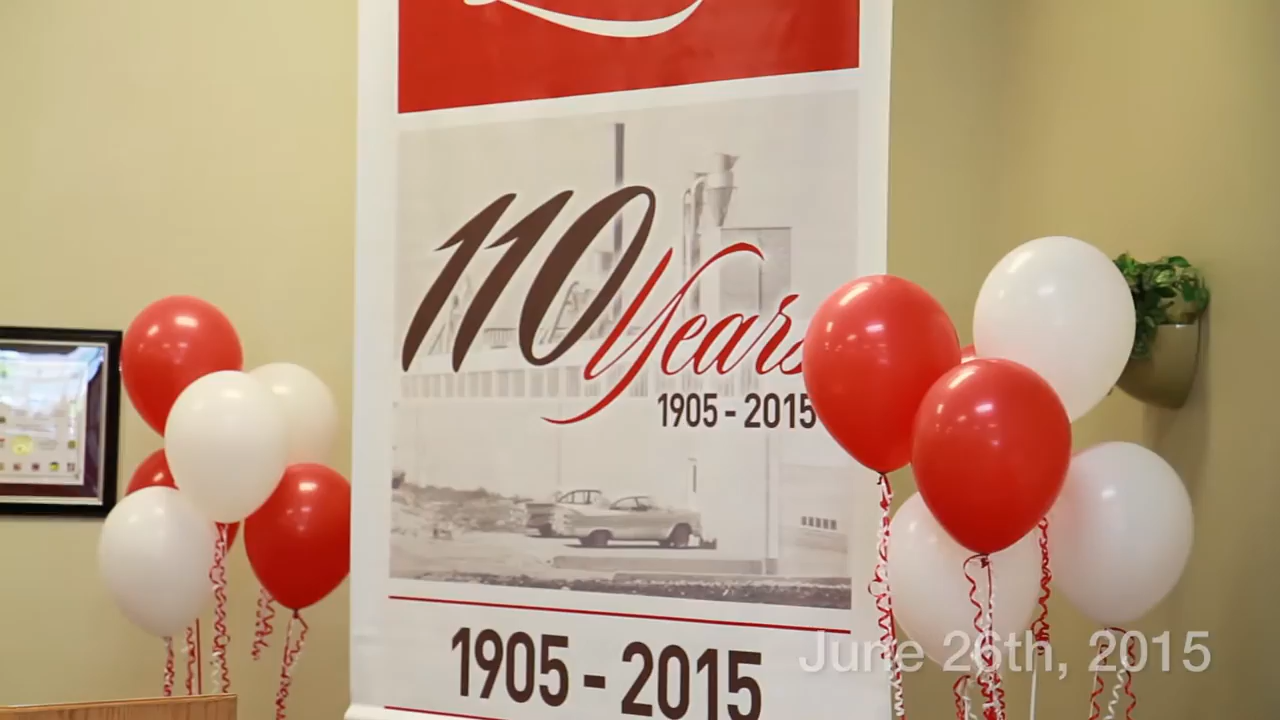 110 Years
1905 - 2015
1905 - 2015
June 26th, 2015